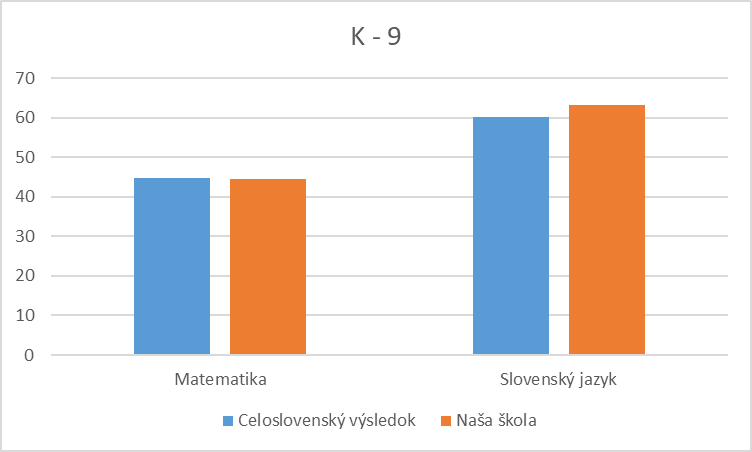 K - 9
70
60
50
40
30
20
10
0
Matematika
Slovenský jazyk
Celoslovenský výsledok
Naša škola